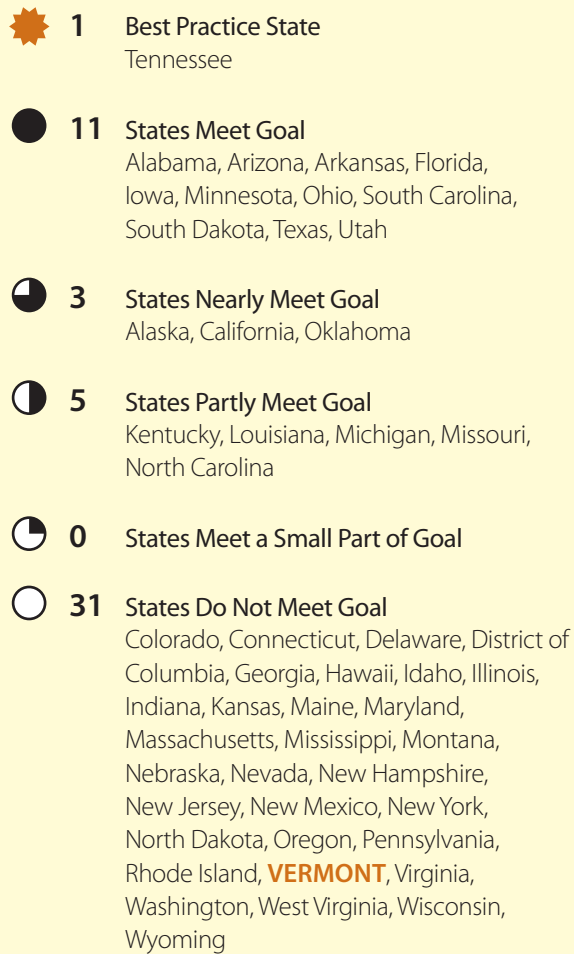 1 Best Practice State
Tennessee
11 States Meet Goal
Alabama, Arizona, Arkansas, Florida,
Iowa, Minnesota, Ohio, South Carolina,
South Dakota, Texas, Utah
3 States Nearly Meet Goal
Alaska, California, Oklahoma
5 States Partly Meet Goal
Kentucky, Louisiana, Michigan, Missouri,
North Carolina
0 States Meet a Small Part of Goal
31 States Do Not Meet Goal
Colorado, Connecticut, Delaware, District of
Columbia, Georgia, Hawaii, Idaho, Illinois,
Indiana, Kansas, Maine, Maryland,
Massachusetts, Mississippi, Montana,
Nebraska, Nevada, New Hampshire,
New Jersey, New Mexico, New York,
North Dakota, Oregon, Pennsylvania,
Rhode Island, VERMONT, Virginia,
Washington, West Virginia, Wisconsin,
Wyoming